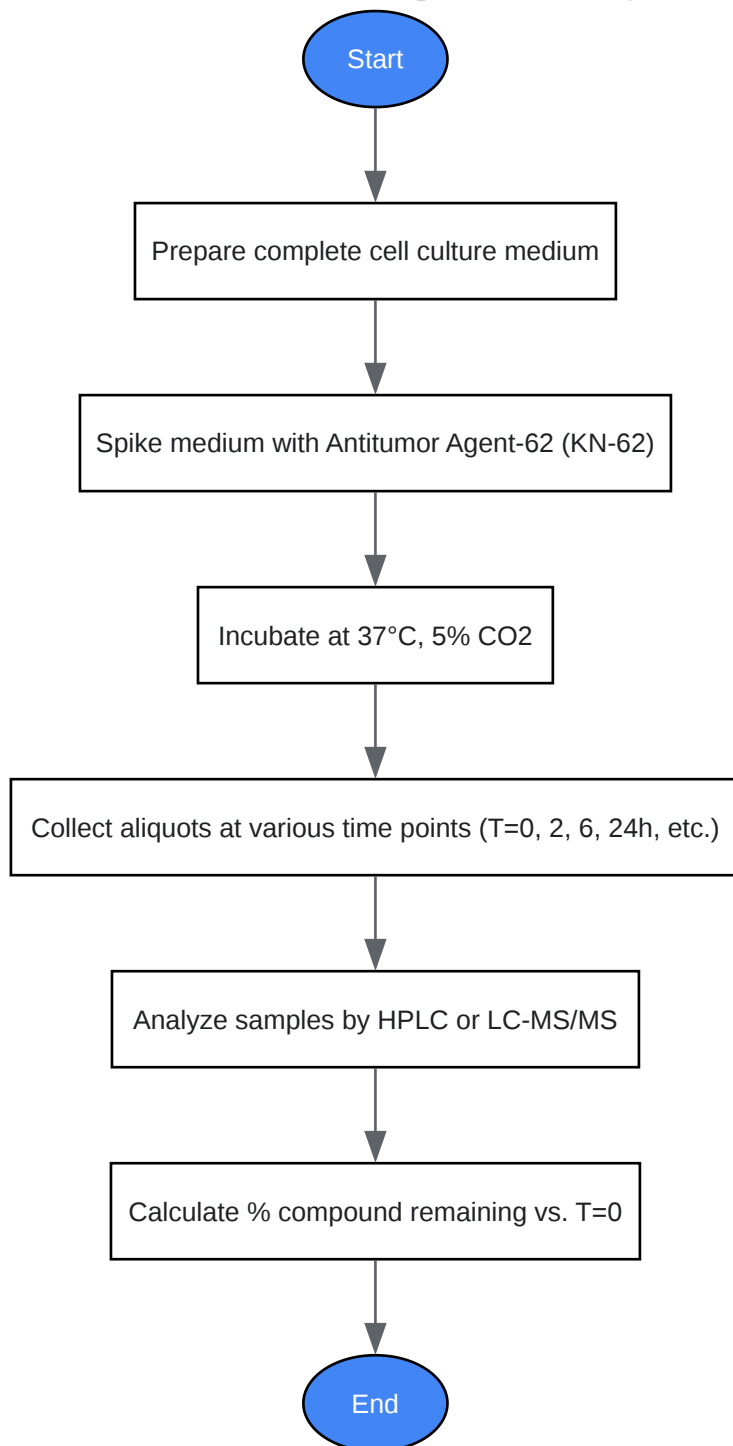 Start
Prepare complete cell culture medium
Spike medium with Antitumor Agent-62 (KN-62)
Incubate at 37°C, 5% CO2
Collect aliquots at various time points (T=0, 2, 6, 24h, etc.)
Analyze samples by HPLC or LC-MS/MS
Calculate % compound remaining vs. T=0
End